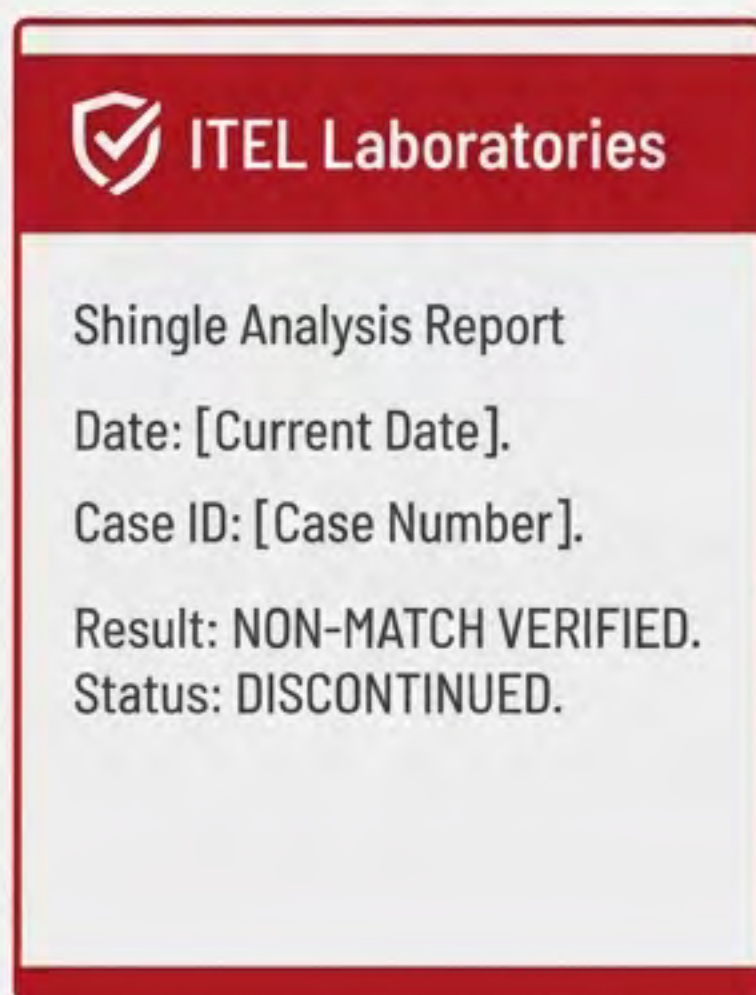 ITEL Laboratories
Shingle Analysis Report
Date: [Current Date].
Case ID: [Case Number].
Result: NON-MATCH VERIFIED.
Status: DISCONTINUED.